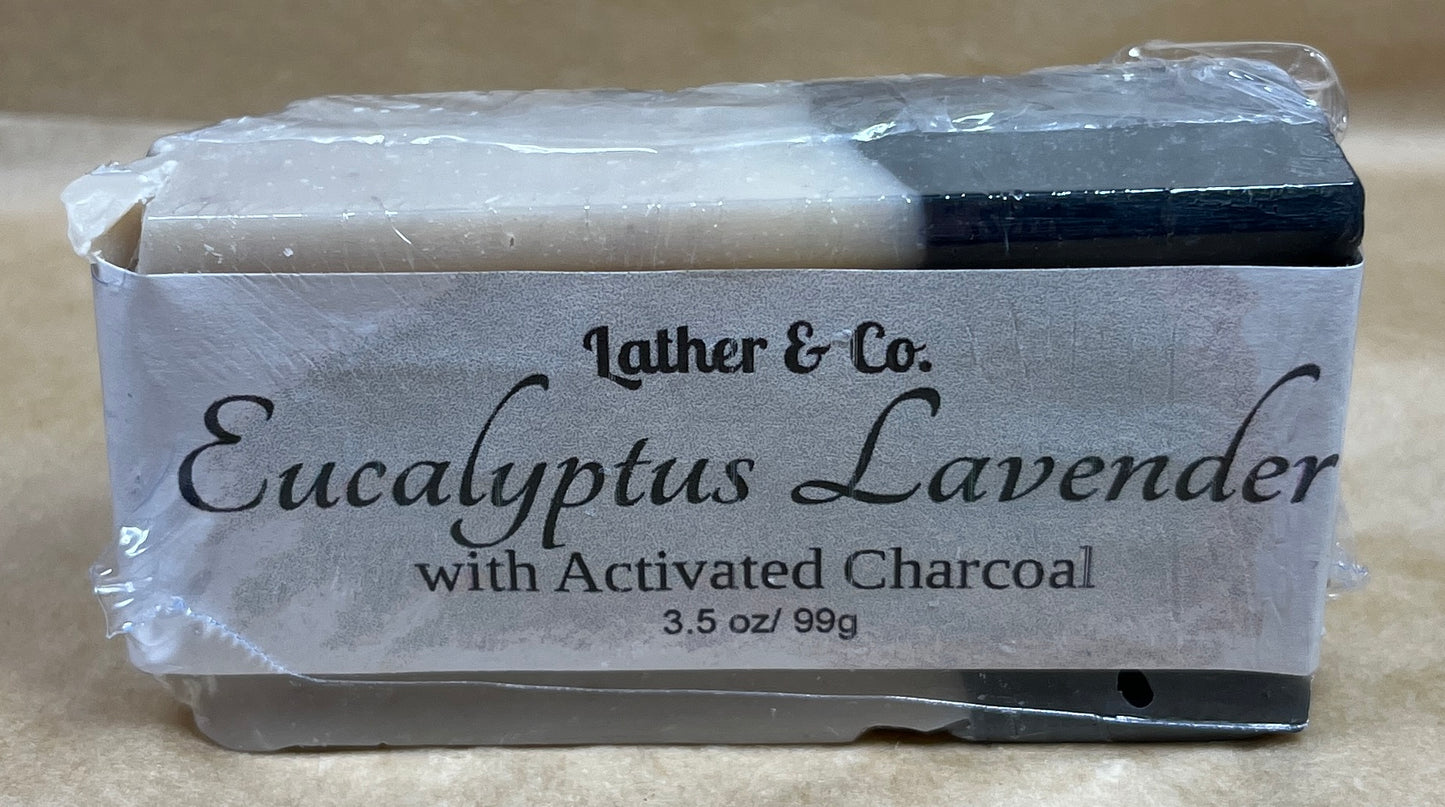 Lather & Co.
Eucalyptus Lavender
with Activated Charcoal
3.5 oz/ 99g